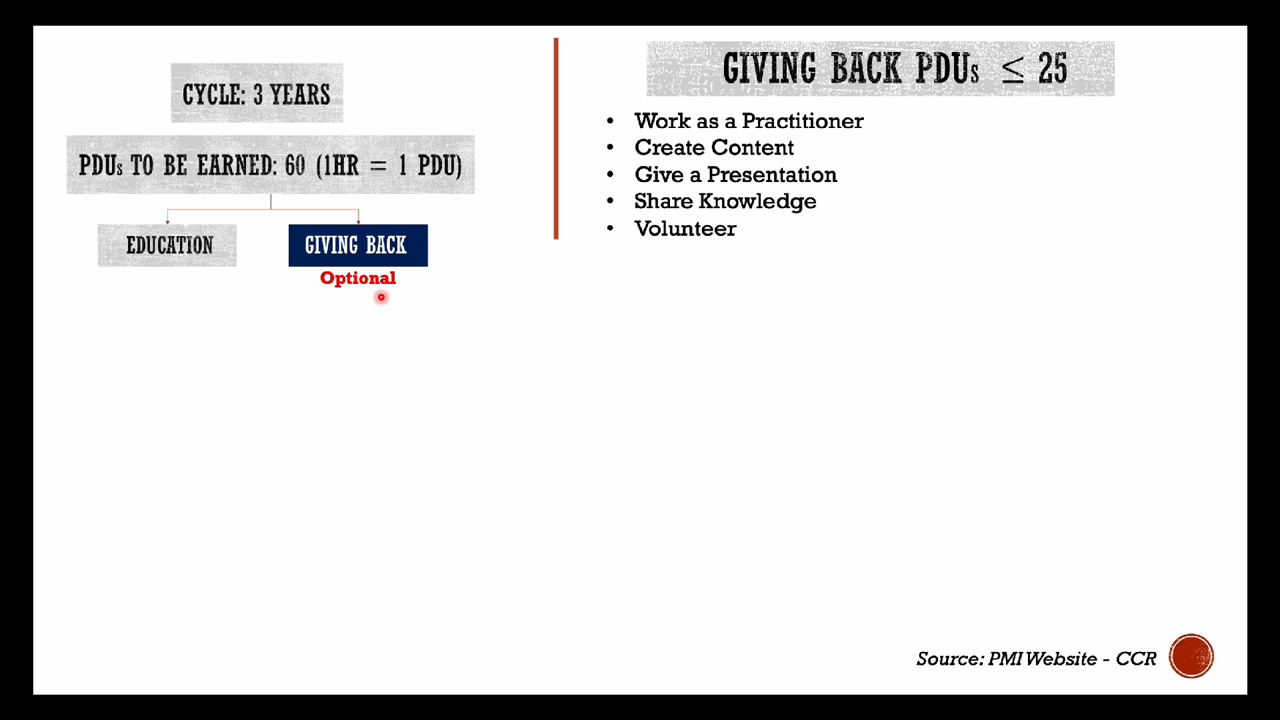 CYCLE: 3 YEARS
PDUs TO BE EARNED: 60 (1HR = 1 PDU)
EDUCATION
GIVING BACK
Optional
GIVING BACK PDUs ≤ 25
• Work as a Practitioner
• Create Content
• Give a Presentation
• Share Knowledge
• Volunteer
Source: PMI Website - CCR